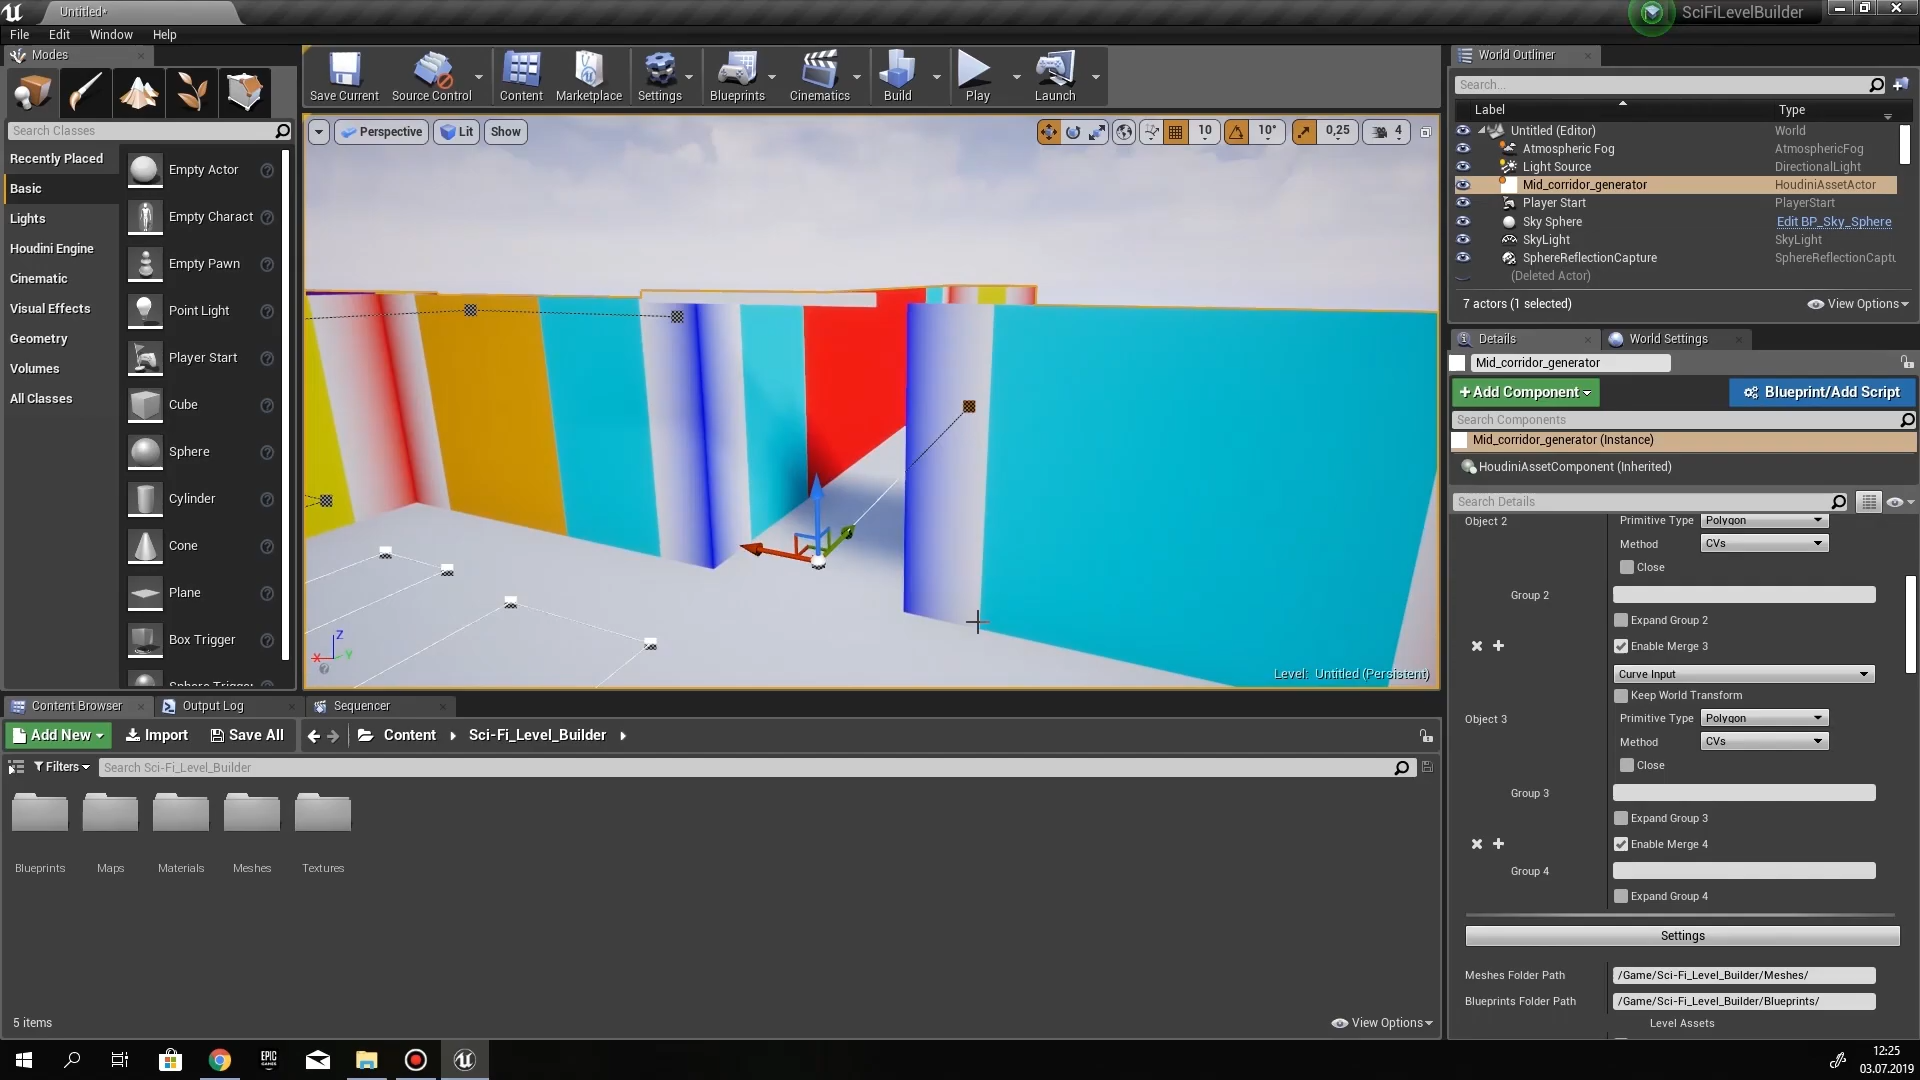 Untitled*
SciFiLevelBuilder
File Edit Window Help
Modes
Search Classes
Recently Placed
Basic
Lights
Houdini Engine
Cinematic
Visual Effects
Geometry
Volumes
All Classes
Empty Actor
Empty Charact
Empty Pawn
Point Light
Player Start
Cube
Sphere
Cylinder
Cone
Plane
Box Trigger
Sphere Trigger
Save Current
Source Control
Content
Marketplace
Settings
Blueprints
Cinematics
Build
Play
Launch
Perspective
Lit
Show
10
10°
0,25
4
Z
X
Y
Level: Untitled (Persistent)
World Outliner
Search...
Label Type
Untitled (Editor) World
Atmospheric Fog AtmosphericFog
Light Source DirectionalLight
Mid_corridor_generator HoudiniAssetActor
Player Start PlayerStart
Sky Sphere Edit BP_Sky_Sphere
SkyLight SkyLight
SphereReflectionCapture SphereReflectionCaptu
(Deleted Actor)
7 actors (1 selected)
View Options
Details
World Settings
Mid_corridor_generator
+Add Component
Blueprint/Add Script
Search Components
Mid_corridor_generator (Instance)
HoudiniAssetComponent (Inherited)
Search Details
Object 2 Primitive Type Polygon
Method CVs
Close
Group 2
Expand Group 2
Enable Merge 3
Curve Input
Keep World Transform
Object 3 Primitive Type Polygon
Method CVs
Close
Group 3
Expand Group 3
Enable Merge 4
Group 4
Expand Group 4
Settings
Meshes Folder Path /Game/Sci-Fi_Level_Builder/Meshes/
Blueprints Folder Path /Game/Sci-Fi_Level_Builder/Blueprints/
Level Assets
Content Browser
Output Log
Sequencer
Add New
Import
Save All
Content
Sci-Fi_Level_Builder
Filters
Search Sci-Fi_Level_Builder
Blueprints
Maps
Materials
Meshes
Textures
5 items
View Options
EPIC
GAMES
12:25
03.07.2019